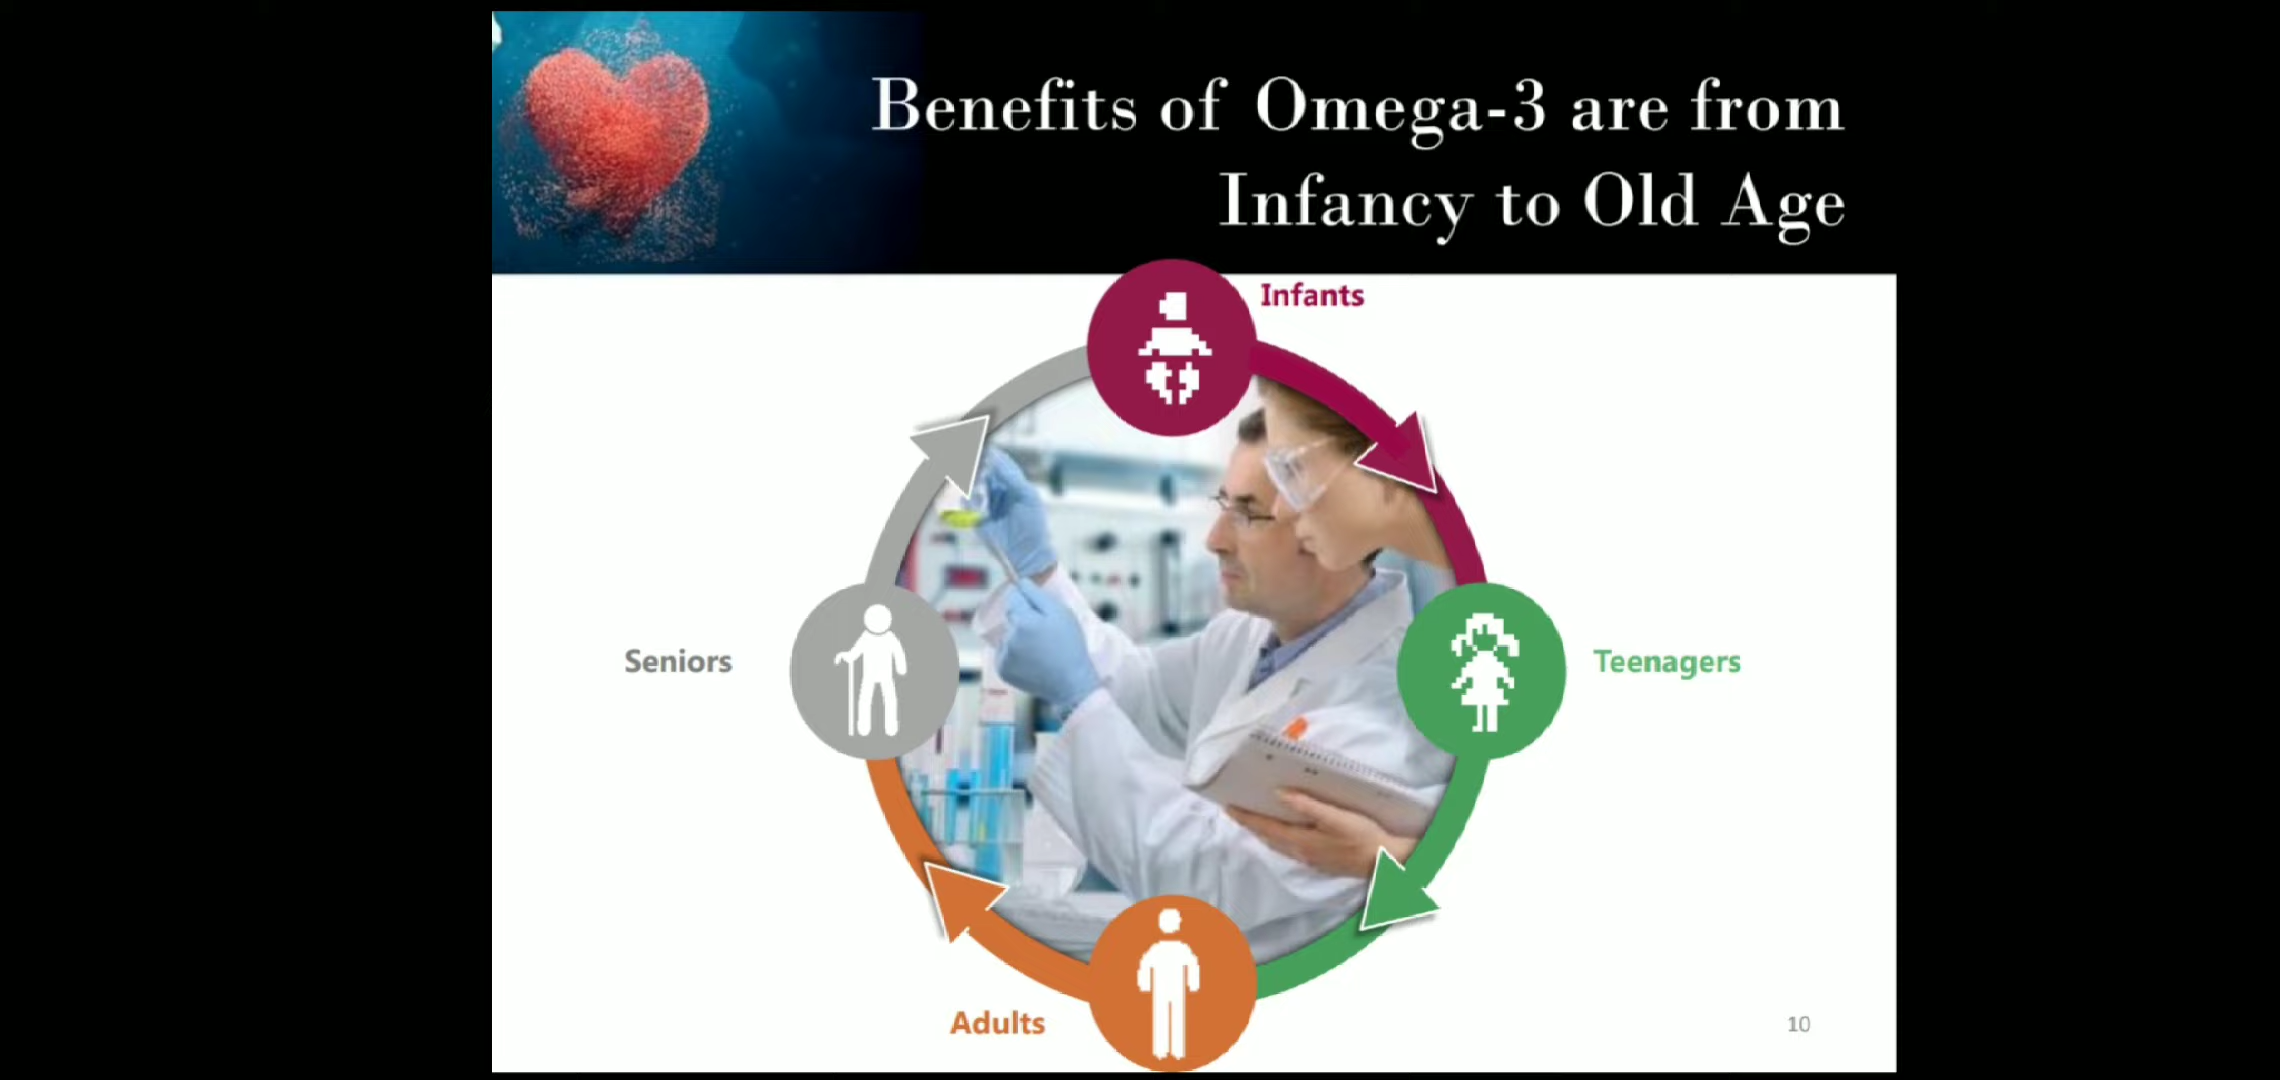 Benefits of Omega-3 are from
Infancy to Old Age
Infants
Seniors
Teenagers
Adults
10